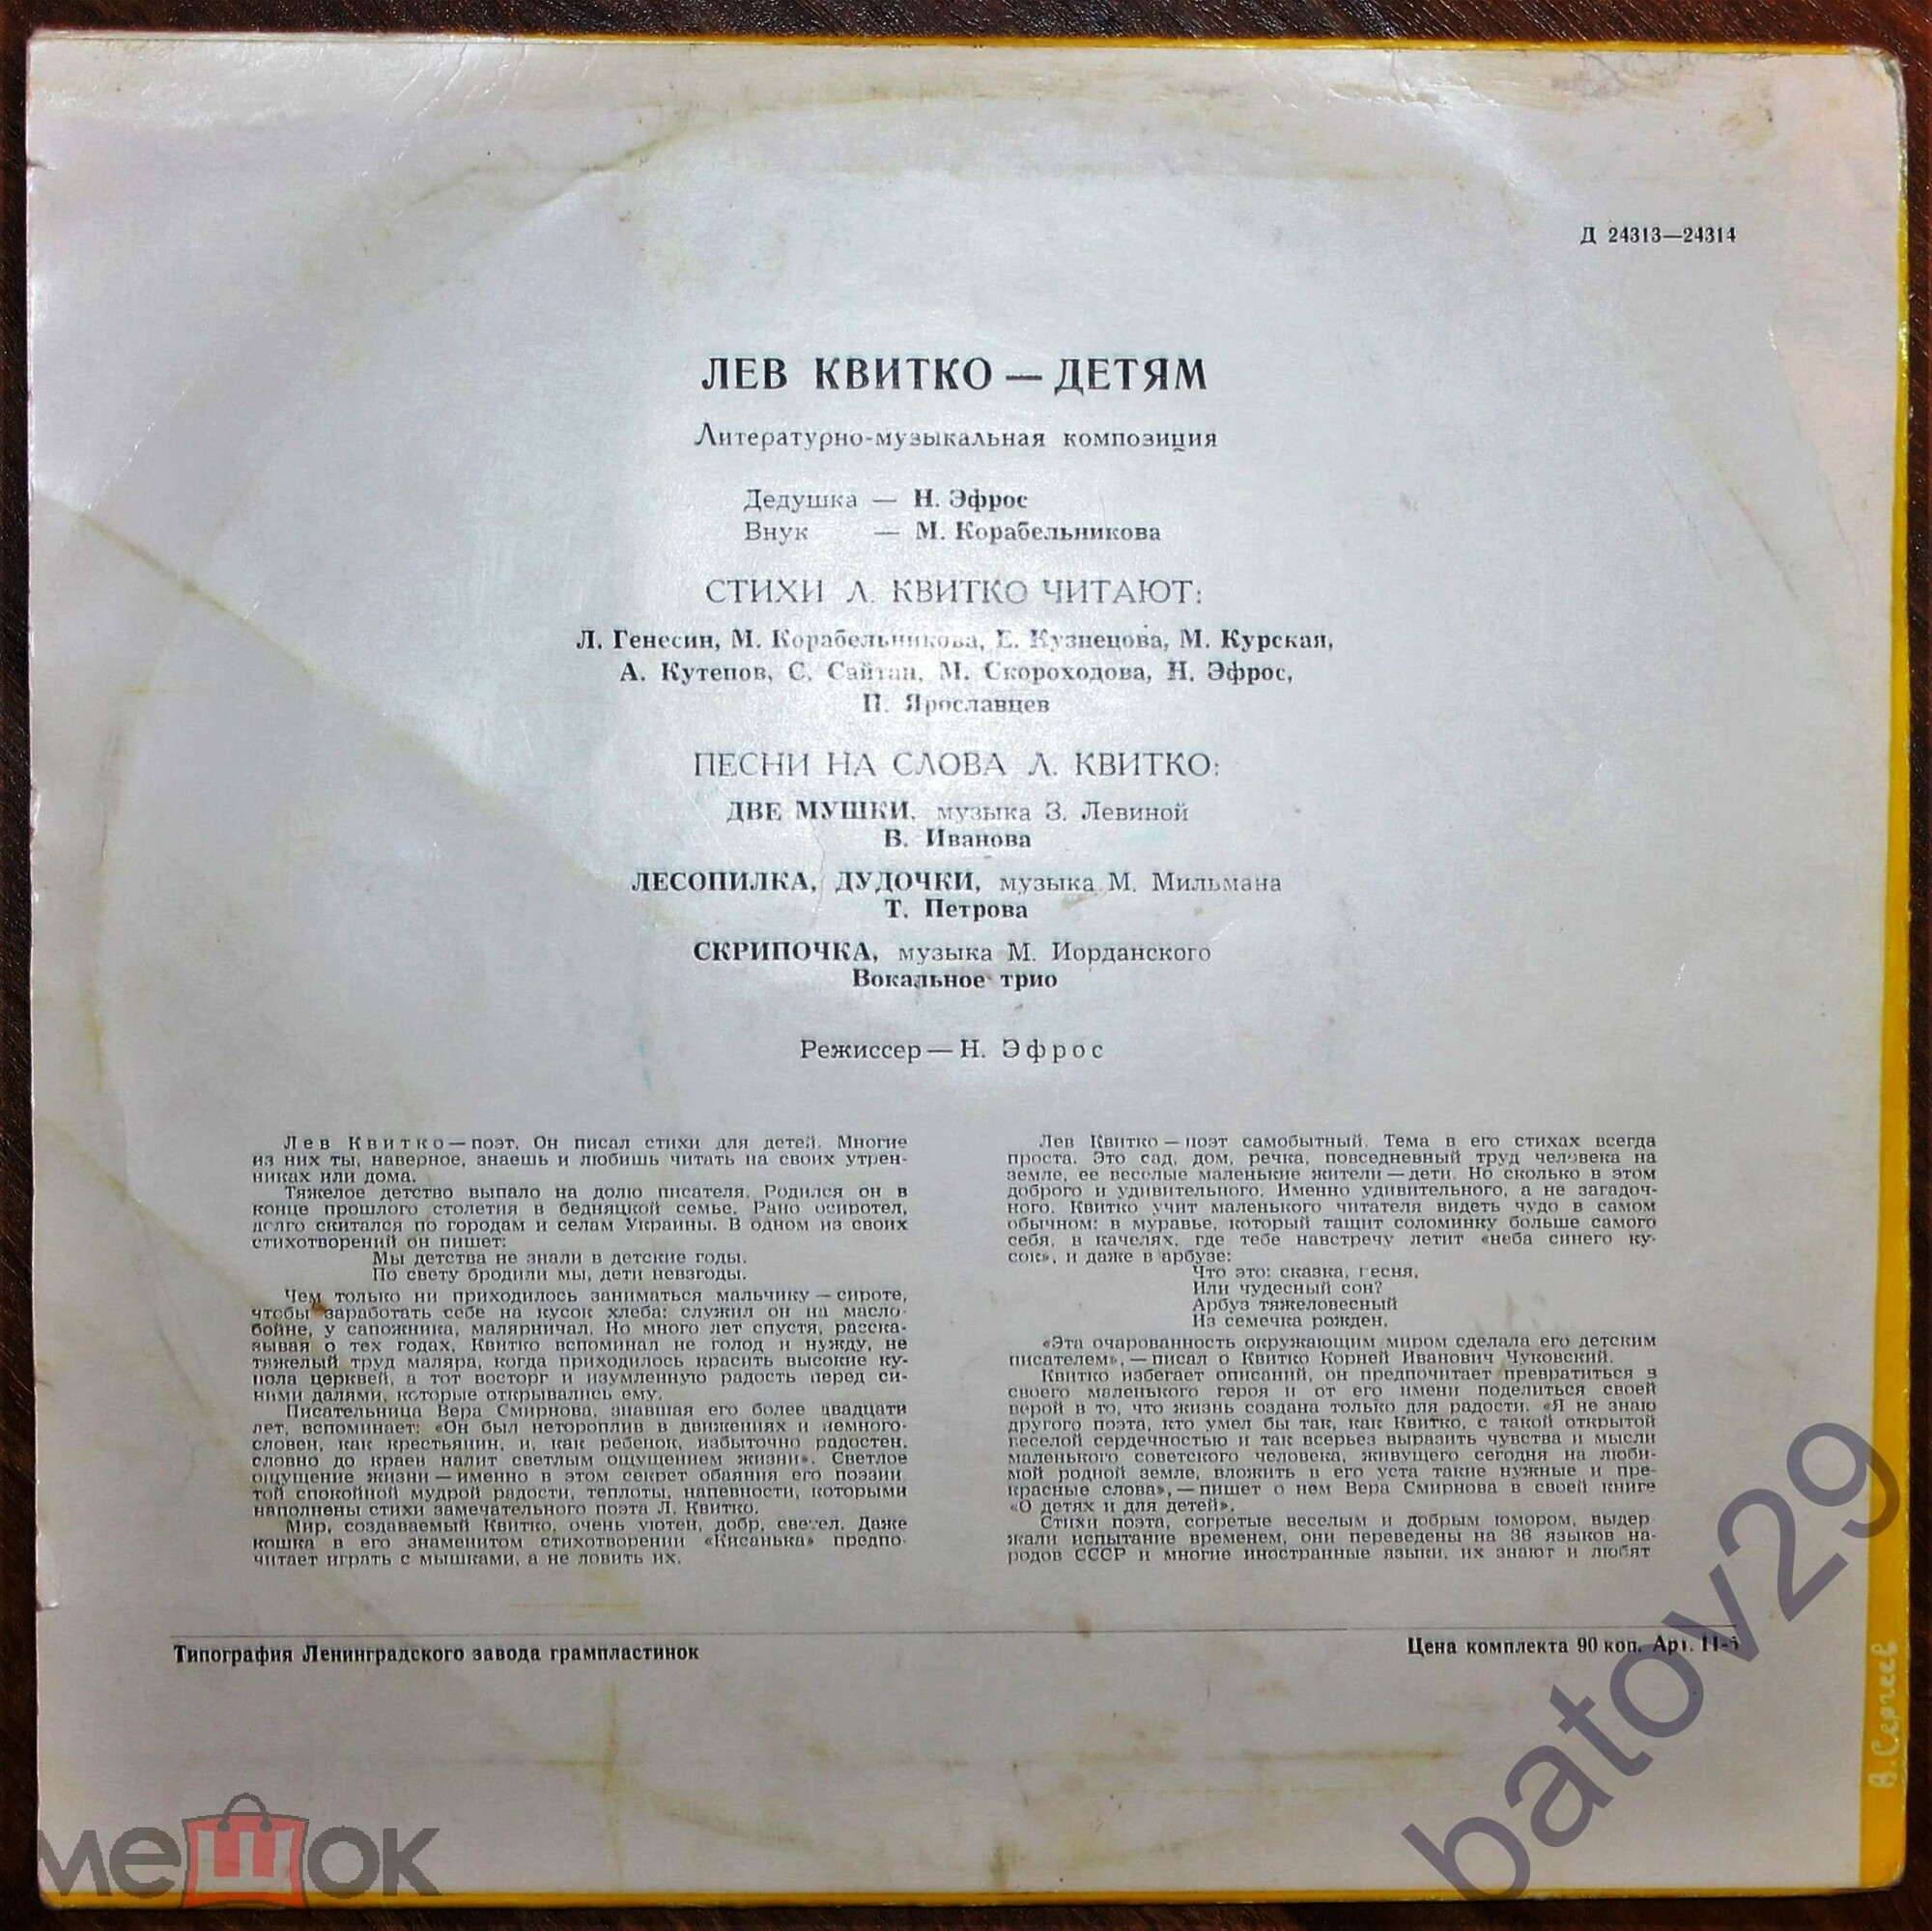 Д 24313—24314
ЛЕВ КВИТКО — ДЕТЯМ
Литературно-музыкальная композиция
Дедушка — Н. Эфрос
Внук — М. Корабельникова
СТИХИ Л. КВИТКО ЧИТАЮТ:
Л. Генесин, М. Корабельникова, Е. Кузнецова, М. Курская,
А. Кутепов, С. Сайтан, М. Скороходова, Н. Эфрос,
П. Ярославцев
ПЕСНИ НА СЛОВА Л. КВИТКО:
ДВЕ МУШКИ, музыка З. Левиной
В. Иванова
ЛЕСОПИЛКА, ДУДОЧКИ, музыка М. Мильмана
Т. Петрова
СКРИПОЧКА, музыка М. Иорданского
Вокальное трио
Режиссер — Н. Эфрос
Лев Квитко — поэт. Он писал стихи для детей. Многие
из них ты, наверное, знаешь и любишь читать на своих утрен-
никах или дома.
Тяжелое детство выпало на долю писателя. Родился он в
конце прошлого столетия в бедняцкой семье. Рано осиротел,
долго скитался по городам и селам Украины. В одном из своих
стихотворений он пишет:
Мы детства не знали в детские годы.
По свету бродили мы, дети невзгоды.
Чем только ни приходилось заниматься мальчику — сироте,
чтобы заработать себе на кусок хлеба: служил он на масло-
бойне, у сапожника, малярничал. Но много лет спустя, расска-
зывая о тех годах, Квитко вспоминал не голод и нужду, не
тяжелый труд маляра, когда приходилось красить высокие ку-
пола церквей, а тот восторг и изумленную радость перед си-
ними далями, которые открывались ему.
Писательница Вера Смирнова, знавшая его более двадцати
лет, вспоминает: «Он был нетороплив в движениях и немного-
словен, как крестьянин, и, как ребенок, избыточно радостен,
словно до краев налит светлым ощущением жизни». Светлое
ощущение жизни — именно в этом секрет обаяния его поэзии,
той спокойной мудрой радости, теплоты, напевности, которыми
наполнены стихи замечательного поэта Л. Квитко.
Мир, создаваемый Квитко, очень уютен, добр, светел. Даже
кошка в его знаменитом стихотворении «Кисанька» предпо-
читает играть с мышками, а не ловить их.
Лев Квитко — поэт самобытный. Тема в его стихах всегда
проста. Это сад, дом, речка, повседневный труд человека на
земле, ее веселые маленькие жители — дети. Но сколько в этом
доброго и удивительного. Именно удивительного, а не загадоч-
ного. Квитко учит маленького читателя видеть чудо в самом
обычном: в муравье, который тащит соломинку больше самого
себя, в качелях, где тебе навстречу летит «неба синего ку-
сок», и даже в арбузе:
Что это: сказка, песня,
Или чудесный сон?
Арбуз тяжеловесный
Из семечка рожден.
«Эта очарованность окружающим миром сделала его детским
писателем», — писал о Квитко Корней Иванович Чуковский.
Квитко избегает описаний, он предпочитает превратиться в
своего маленького героя и от его имени поделиться своей
верой в то, что жизнь создана только для радости. «Я не знаю
другого поэта, кто умел бы так, как Квитко, с такой открытой
веселой сердечностью и так всерьез выразить чувства и мысли
маленького советского человека, живущего сегодня на люби-
мой родной земле, вложить в его уста такие нужные и пре-
красные слова», — пишет о нем Вера Смирнова в своей книге
«О детях и для детей».
Стихи поэта, согретые веселым и добрым юмором, выдер
жали испытание временем, они переведены на 36 языков на-
родов СССР и многие иностранные языки, их знают и любят
Типография Ленинградского завода грампластинок
Цена комплекта 90 коп. Арт.
В. Сергеев
мешок
batov29